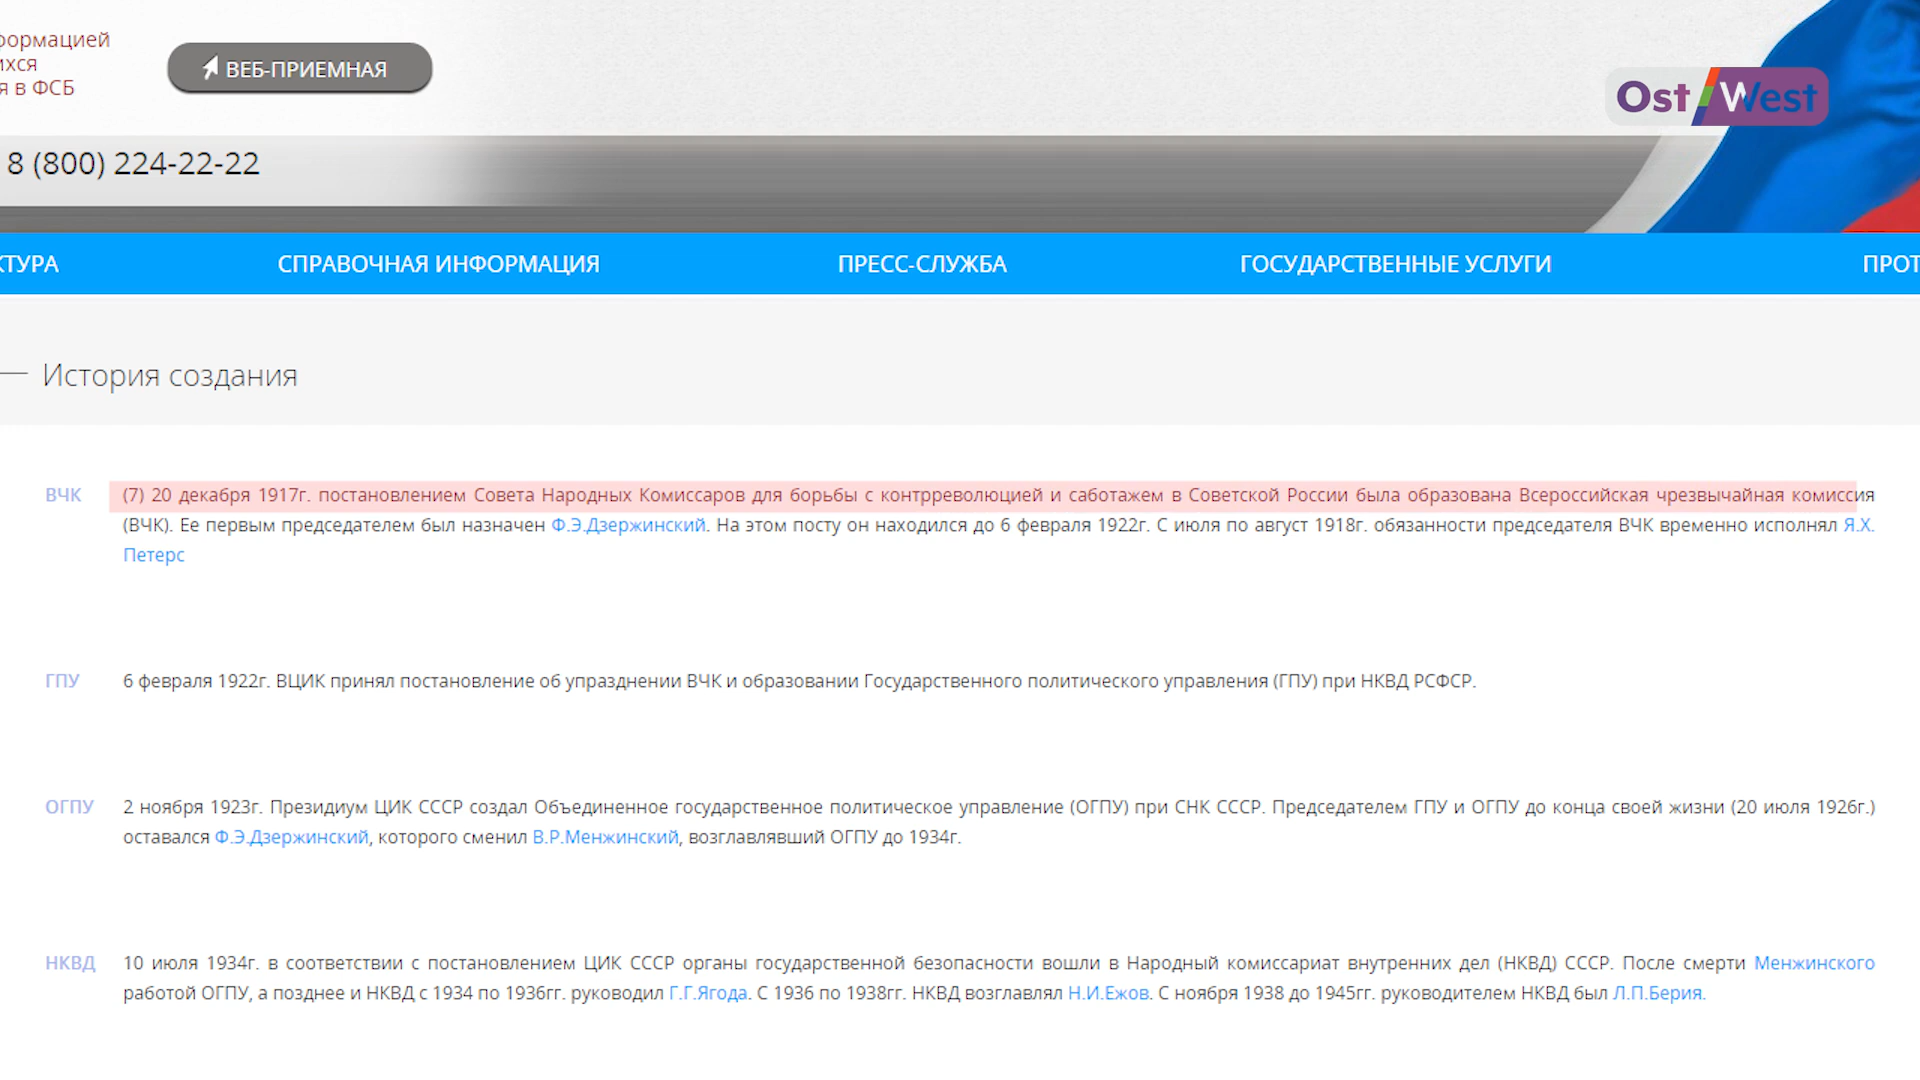 формацией
ихся
я в ФСБ
ВЕБ-ПРИЕМНАЯ
Ost West
8 (800) 224-22-22
КТУРА СПРАВОЧНАЯ ИНФОРМАЦИЯ ПРЕСС-СЛУЖБА ГОСУДАРСТВЕННЫЕ УСЛУГИ ПРОТ
История создания
ВЧК (7) 20 декабря 1917г. постановлением Совета Народных Комиссаров для борьбы с контрреволюцией и саботажем в Советской России была образована Всероссийская чрезвычайная комиссия
(ВЧК). Ее первым председателем был назначен Ф.Э.Дзержинский. На этом посту он находился до 6 февраля 1922г. С июля по август 1918г. обязанности председателя ВЧК временно исполнял Я.Х.
Петерс
ГПУ 6 февраля 1922г. ВЦИК принял постановление об упразднении ВЧК и образовании Государственного политического управления (ГПУ) при НКВД РСФСР.
ОГПУ 2 ноября 1923г. Президиум ЦИК СССР создал Объединенное государственное политическое управление (ОГПУ) при СНК СССР. Председателем ГПУ и ОГПУ до конца своей жизни (20 июля 1926г.)
оставался Ф.Э.Дзержинский, которого сменил В.Р.Менжинский, возглавлявший ОГПУ до 1934г.
НКВД 10 июля 1934г. в соответствии с постановлением ЦИК СССР органы государственной безопасности вошли в Народный комиссариат внутренних дел (НКВД) СССР. После смерти Менжинского
работой ОГПУ, а позднее и НКВД с 1934 по 1936гг. руководил Г.Г.Ягода. С 1936 по 1938гг. НКВД возглавлял Н.И.Ежов. С ноября 1938 до 1945гг. руководителем НКВД был Л.П.Берия.